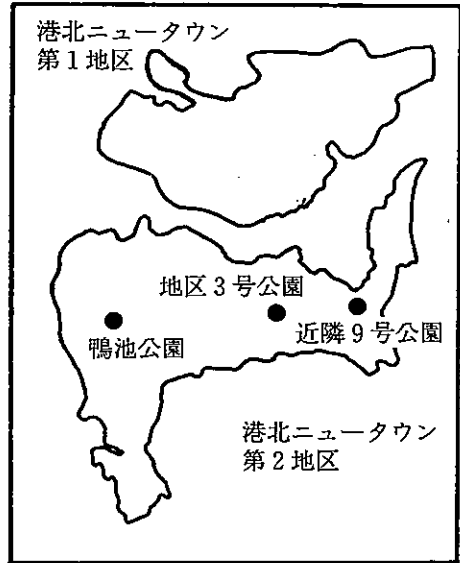 港北ニュータウン
第1地区
地区3号公園
鴨池公園
近隣9号公園
港北ニュータウン
第2地区